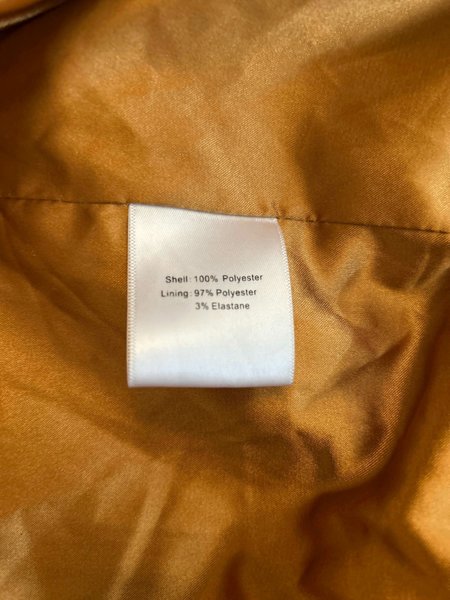 Shell: 100% Polyester
Lining: 97% Polyester
3% Elastane